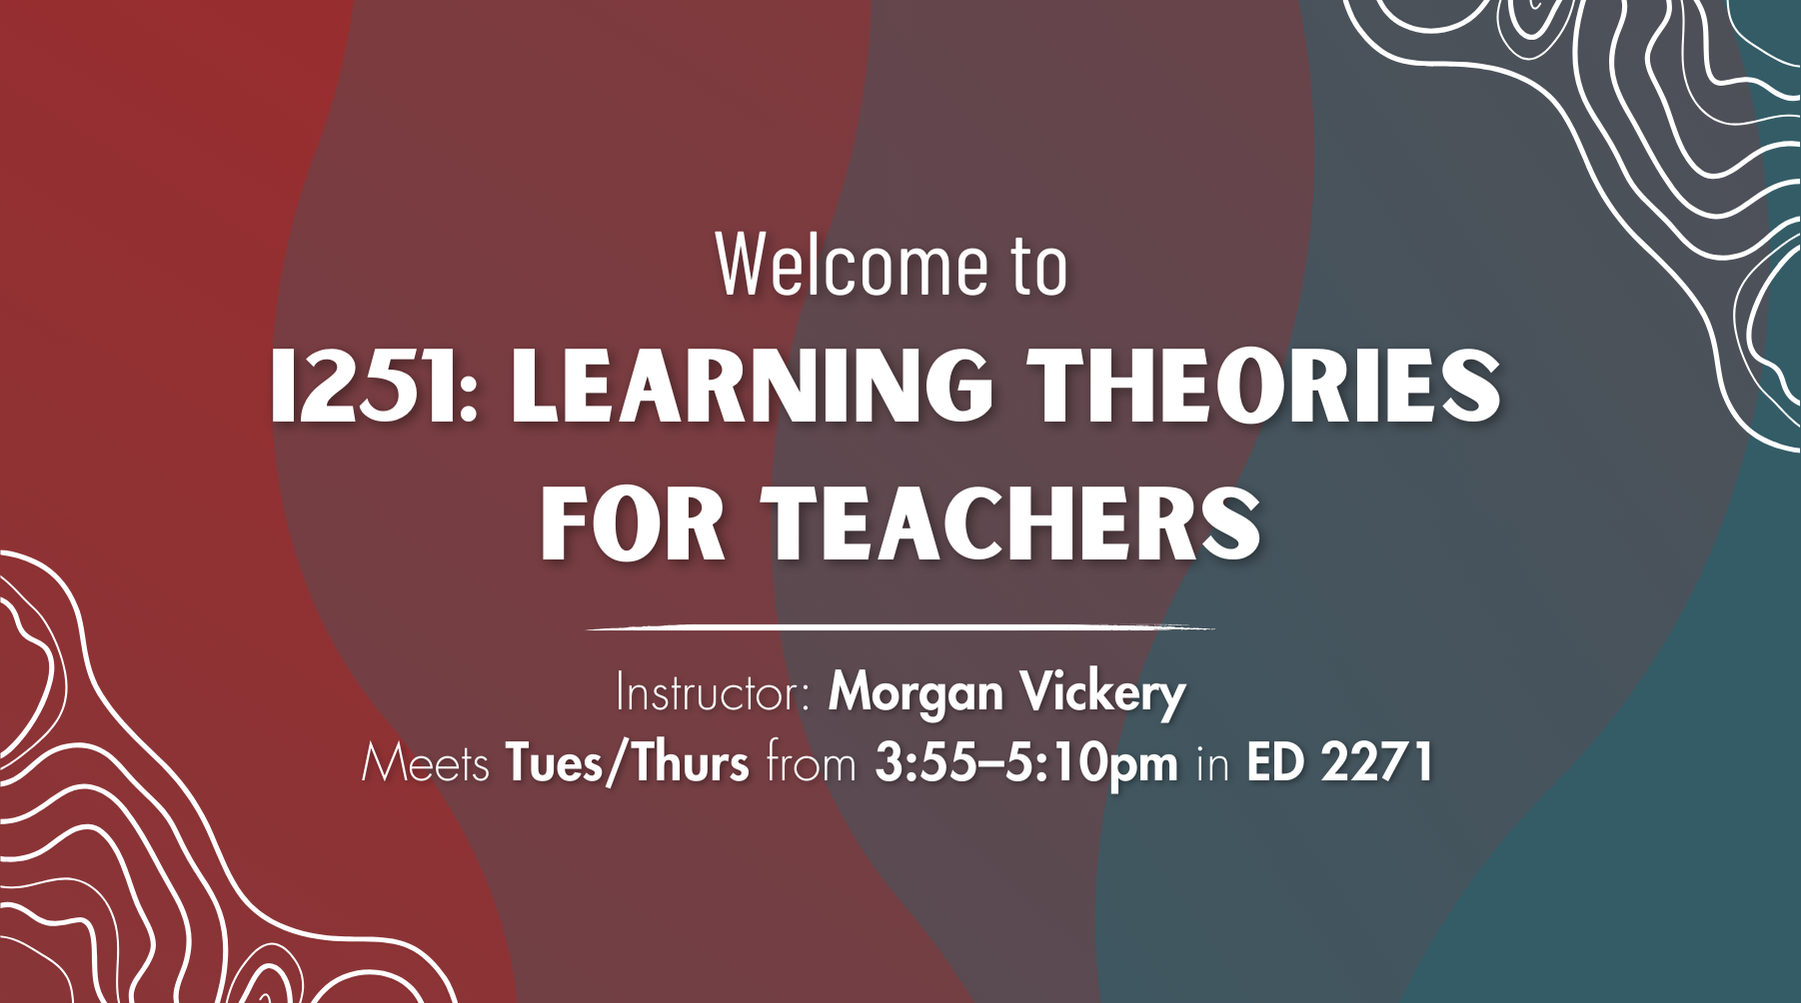 Welcome to
1251: LEARNING THEORIES
FOR TEACHERS
Instructor: Morgan Vickery
Meets Tues/Thurs from 3:55–5:10pm in ED 2271